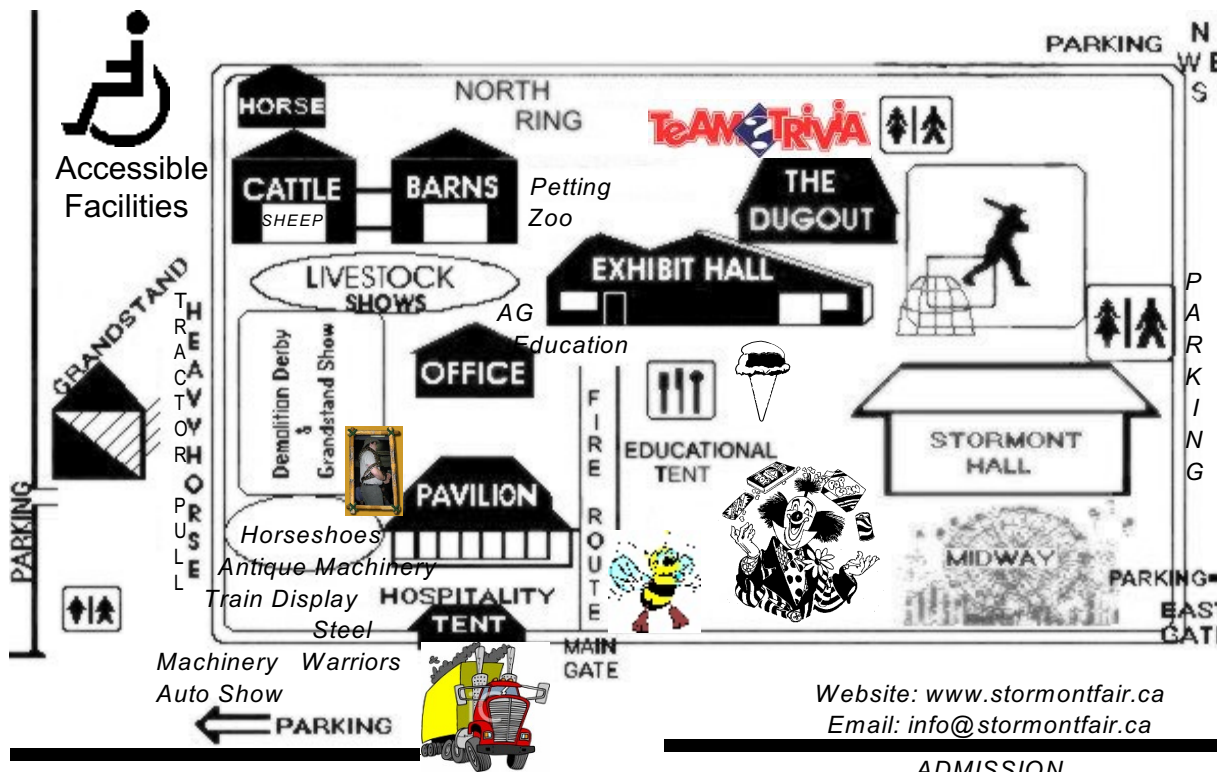 PARKING
N
W E
S
Accessible
Facilities
HORSE
NORTH
RING
TeAM ? TRiViA
CATTLE
SHEEP
BARNS
Petting
Zoo
THE
DUGOUT
EXHIBIT HALL
LIVESTOCK
SHOWS
AG
Education
OFFICE
GRANDSTAND
TRACTOR PULL
HEAVY HORSE
Demolition Derby
&
Grandstand Show
FIRE ROUTE
EDUCATIONAL
TENT
STORMONT
HALL
PARKING
PARKING
PAVILION
Horseshoes
Antique Machinery
Train Display
Steel
Machinery Warriors
Auto Show
HOSPITALITY
TENT
MAIN
GATE
MIDWAY
PARKING
EAST
GATE
PARKING
Website: www.stormontfair.ca
Email: info@stormontfair.ca
ADMISSION